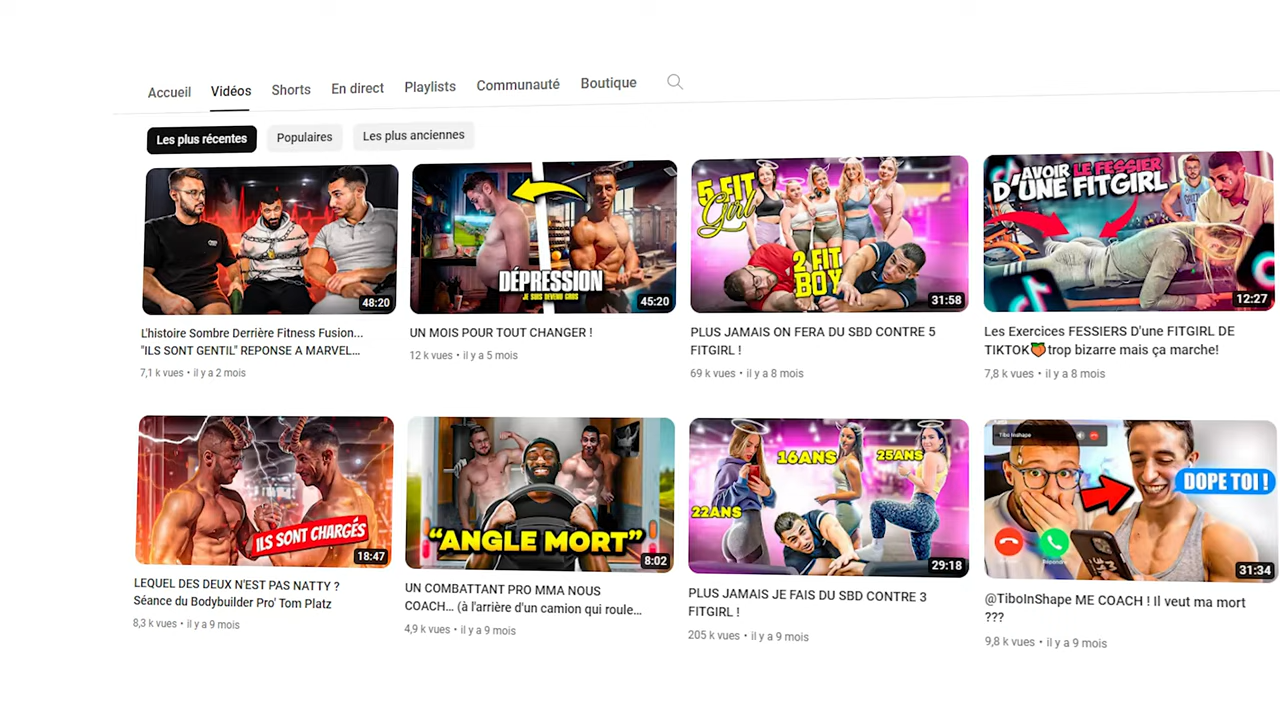 Accueil
Vidéos
Shorts
En direct
Playlists
Communauté
Boutique
Les plus récentes
Populaires
Les plus anciennes
48:20
DÉPRESSION
JE SUIS DEVENU GROS
45:20
5 FIT
Girl
2 FIT
BOY
31:58
AVOIR LE FESSIER
D'UNE FITGIRL
12:27
L'histoire Sombre Derrière Fitness Fusion...
"ILS SONT GENTIL" REPONSE A MARVEL...
7,1 k vues • il y a 2 mois
UN MOIS POUR TOUT CHANGER !
12 k vues • il y a 5 mois
PLUS JAMAIS ON FERA DU SBD CONTRE 5
FITGIRL !
69 k vues • il y a 8 mois
Les Exercices FESSIERS D'une FITGIRL DE
TIKTOK🍑trop bizarre mais ça marche!
7,8 k vues • il y a 8 mois
ILS SONT CHARGÉS
18:47
"ANGLE MORT"
8:02
16ANS
25ANS
22ANS
29:18
Tibo Inshape
DOPE TOI !
Répondre
31:34
LEQUEL DES DEUX N'EST PAS NATTY ?
Séance du Bodybuilder Pro' Tom Platz
8,3 k vues • il y a 9 mois
UN COMBATTANT PRO MMA NOUS
COACH... (à l'arrière d'un camion qui roule...
4,9 k vues • il y a 9 mois
PLUS JAMAIS JE FAIS DU SBD CONTRE 3
FITGIRL !
205 k vues • il y a 9 mois
@TiboInShape ME COACH ! Il veut ma mort
???
9,8 k vues • il y a 9 mois